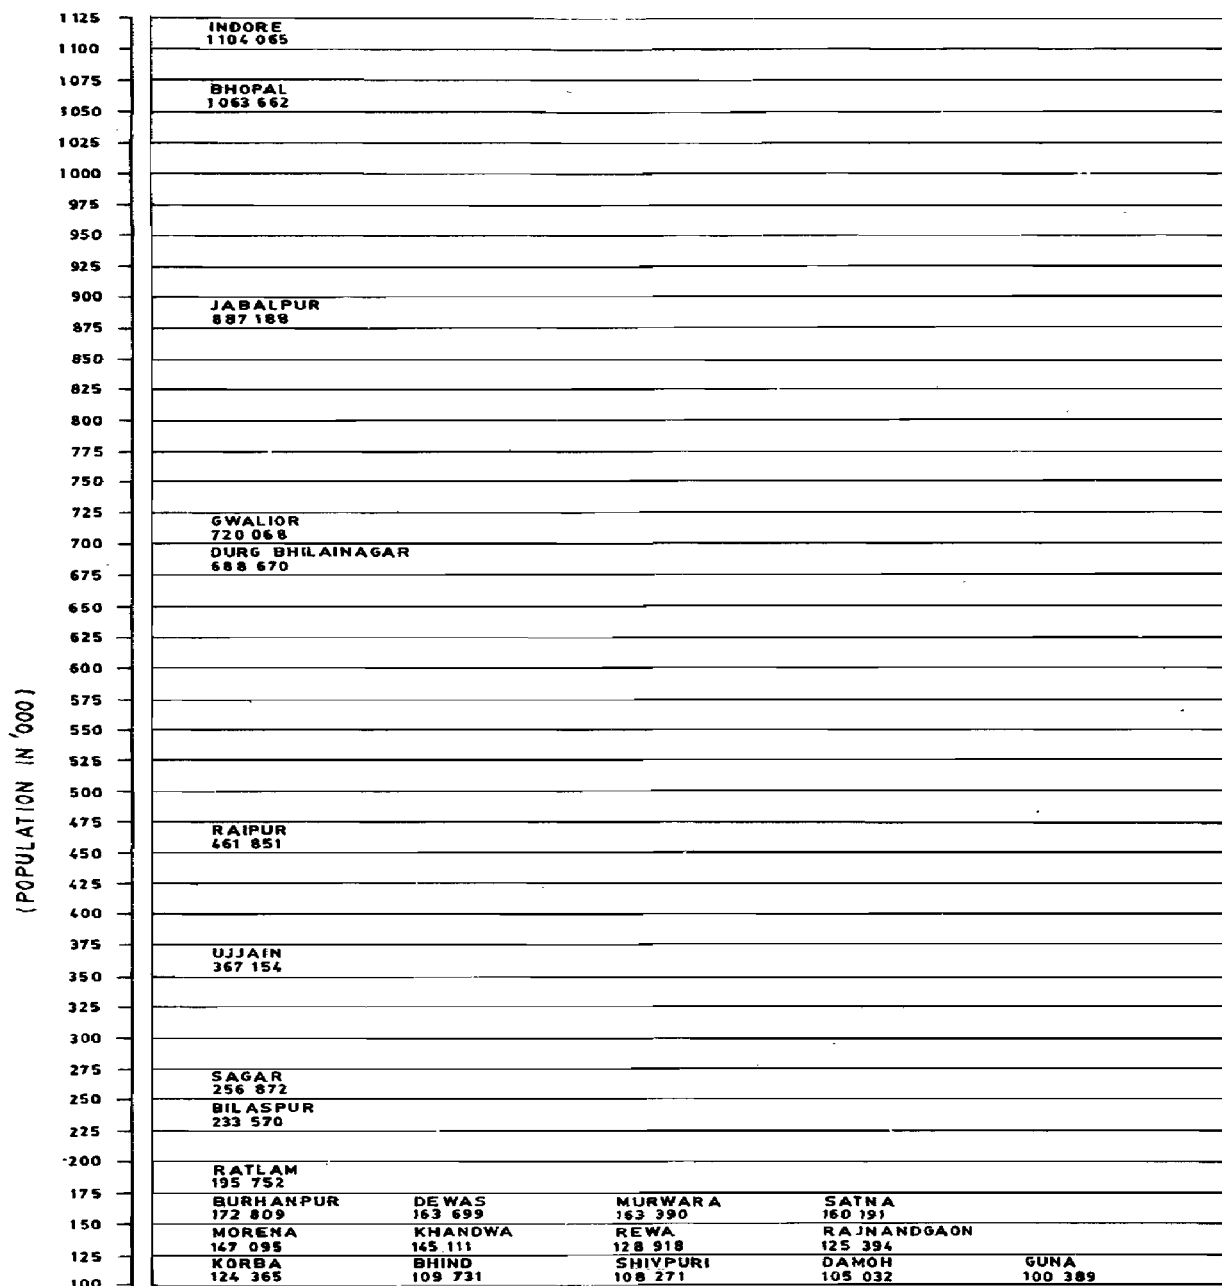 1125
INDORE
1104 065
1100
1075
BHOPAL
1 063 662
1050
1025
1000
975
950
925
900
JABALPUR
887 188
875
850
825
800
775
750
725
GWALIOR
720 068
700
DURG BHILAINAGAR
688 670
675
650
625
600
575
550
525
500
475
RAIPUR
461 851
450
425
400
375
UJJAIN
367 154
350
325
300
275
SAGAR
256 872
250
BILASPUR
233 570
225
200
RATLAM
195 752
175
BURHANPUR DEWAS MURWARA SATNA
172 809 163 699 163 390 160 191
150
MORENA KHANDWA REWA RAJNANDGAON
147 095 145 111 128 918 125 394
125
KORBA BHIND SHIVPURI DAMOH GUNA
124 365 109 731 108 271 105 032 100 389
100
(POPULATION IN '000)